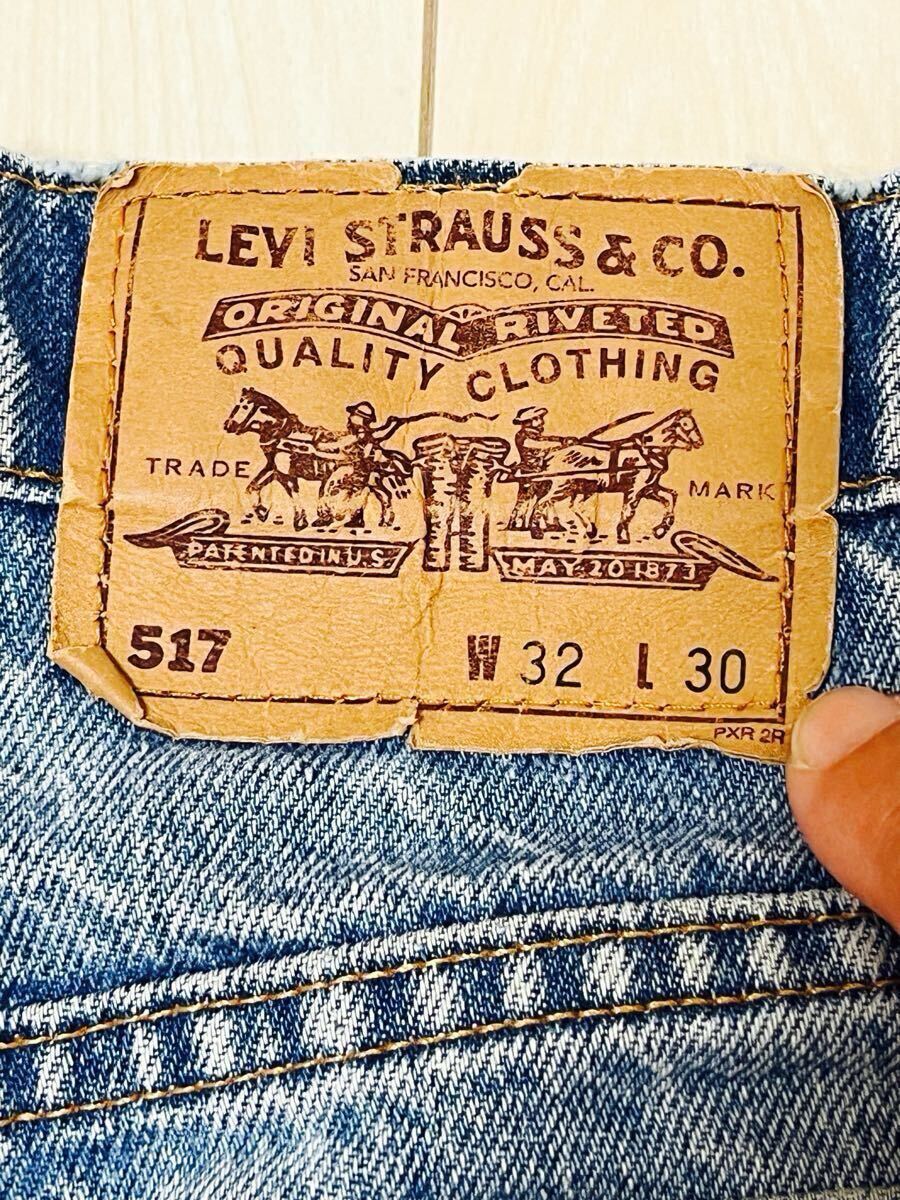 LEVI STRAUSS & CO.
SAN FRANCISCO, CAL.
ORIGINAL RIVETED
QUALITY CLOTHING
TRADE MARK
PATENTED IN U.S. MAY 20 1873
517 W 32 L 30
PXR 2R